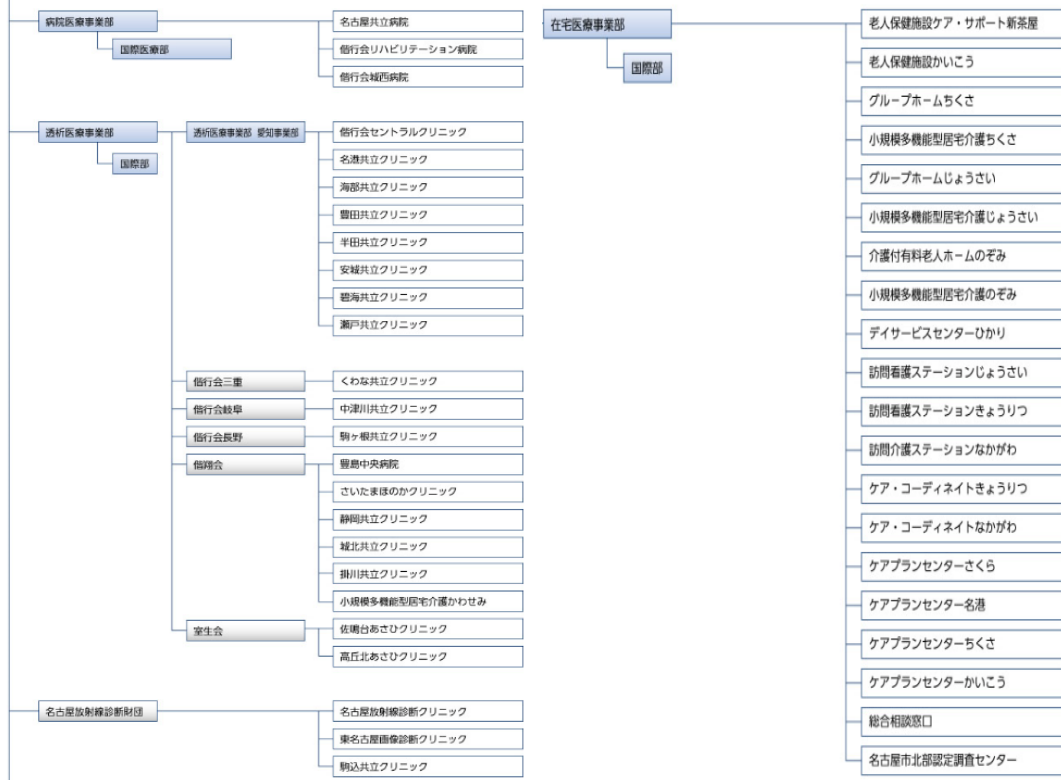 病院医療事業部
国際医療部
名古屋共立病院
偕行会リハビリテーション病院
偕行会城西病院
透析医療事業部
国際部
透析医療事業部 愛知事業部
偕行会セントラルクリニック
名港共立クリニック
海部共立クリニック
豊田共立クリニック
半田共立クリニック
安城共立クリニック
碧海共立クリニック
瀬戸共立クリニック
偕行会三重
くわな共立クリニック
偕行会岐阜
中津川共立クリニック
偕行会長野
駒ヶ根共立クリニック
偕翔会
豊島中央病院
さいたまほのかクリニック
静岡共立クリニック
城北共立クリニック
掛川共立クリニック
小規模多機能型居宅介護かわせみ
室生会
佐鳴台あさひクリニック
高丘北あさひクリニック
名古屋放射線診断財団
名古屋放射線診断クリニック
東名古屋画像診断クリニック
駒込共立クリニック
在宅医療事業部
国際部
老人保健施設ケア・サポート新茶屋
老人保健施設かいこう
グループホームちくさ
小規模多機能型居宅介護ちくさ
グループホームじょうさい
小規模多機能型居宅介護じょうさい
介護付有料老人ホームのぞみ
小規模多機能型居宅介護のぞみ
デイサービスセンターひかり
訪問看護ステーションじょうさい
訪問看護ステーションきょうりつ
訪問介護ステーションなかがわ
ケア・コーディネイトきょうりつ
ケア・コーディネイトなかがわ
ケアプランセンターさくら
ケアプランセンター名港
ケアプランセンターちくさ
ケアプランセンターかいこう
総合相談窓口
名古屋市北部認定調査センター